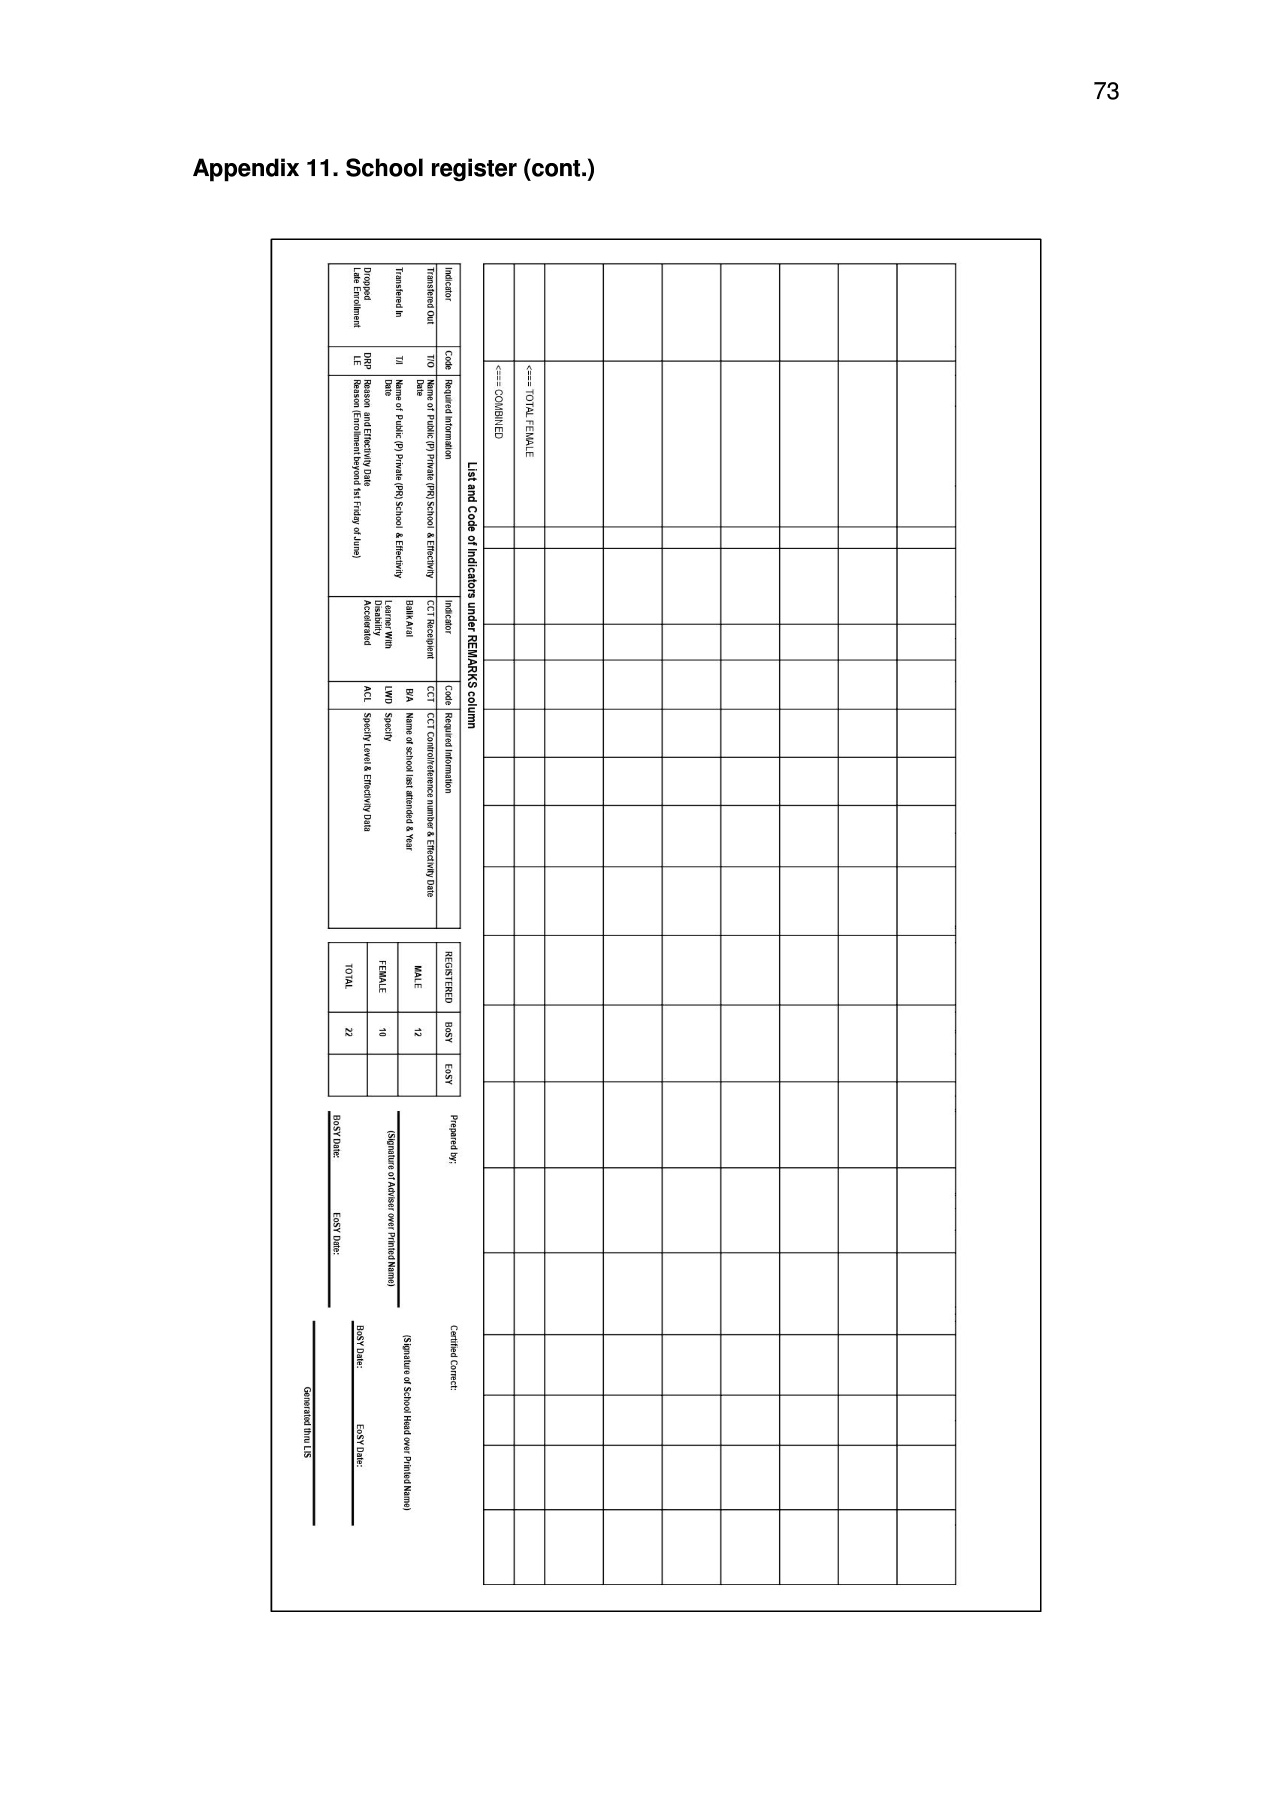 73
Appendix 11. School register (cont.)
<=== TOTAL FEMALE
<=== COMBINED
List and Code of Indicators under REMARKS column
Indicator Code Required Information Indicator Code Required Information
Transfered Out T/O Name of Public (P) Private (PR) School & Effectivity Date CCT Receipient CCT CCT Control/reference number & Effectivity Date
Transfered In T/I Name of Public (P) Private (PR) School & Effectivity Date Balik Aral B/A Name of school last attended & Year
Dropped DRP Reason and Effectivity Date Learner With Disability LWD Specify
Late Enrollment LE Reason (Enrollment beyond 1st Friday of June) Accelerated ACL Specify Level & Effectivity Data
REGISTERED BoSY EoSY
MALE 12
FEMALE 10
TOTAL 22
Prepared by:
(Signature of Adviser over Printed Name)
BoSY Date: EoSY Date:
Certified Correct:
(Signature of School Head over Printed Name)
BoSY Date: EoSY Date:
Generated thru LIS